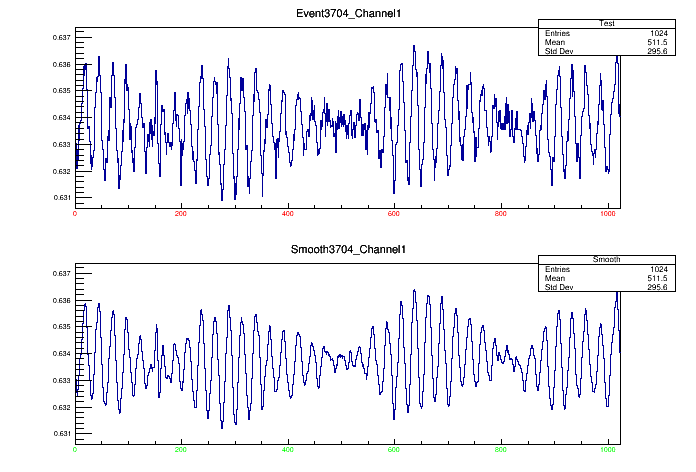 Event3704_Channel1
Test
Entries 1024
Mean 511.5
Std Dev 295.6
0.637
0.636
0.635
0.634
0.633
0.632
0.631
0 200 400 600 800 1000
Smooth3704_Channel1
Smooth
Entries 1024
Mean 511.5
Std Dev 295.6
0.637
0.636
0.635
0.634
0.633
0.632
0.631
0 200 400 600 800 1000